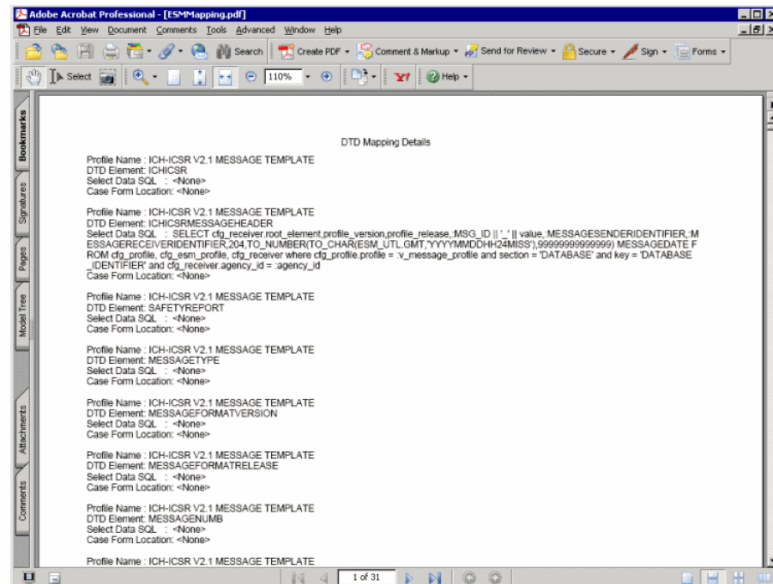 Adobe Acrobat Professional - [ESMMapping.pdf]
File Edit View Document Comments Tools Advanced Window Help
Search Create PDF Comment & Markup Send for Review Secure Sign Forms
Select 110% Y! Help
Bookmarks
Signatures
Pages
Model Tree
Attachments
Comments
DTD Mapping Details
Profile Name : ICH-ICSR V2.1 MESSAGE TEMPLATE
DTD Element: ICHICSR
Select Data SQL : <None>
Case Form Location: <None>
Profile Name : ICH-ICSR V2.1 MESSAGE TEMPLATE
DTD Element: ICHICSRMESSAGEHEADER
Select Data SQL : SELECT cfg_receiver.root_element,profile_version,profile_release,:MSG_ID || '_' || value,:MESSAGESENDERIDENTIFIER,:M
ESSAGERECEIVERIDENTIFIER,204,TO_NUMBER(TO_CHAR(ESM_UTL.GMT,'YYYYMMDDHH24MISS'),99999999999999) MESSAGEDATE F
ROM cfg_profile, cfg_esm_profile, cfg_receiver where cfg_profile.profile = :v_message_profile and section = 'DATABASE' and key = 'DATABASE
_IDENTIFIER' and cfg_receiver.agency_id = :agency_id
Case Form Location: <None>
Profile Name : ICH-ICSR V2.1 MESSAGE TEMPLATE
DTD Element: SAFETYREPORT
Select Data SQL : <None>
Case Form Location: <None>
Profile Name : ICH-ICSR V2.1 MESSAGE TEMPLATE
DTD Element: MESSAGETYPE
Select Data SQL : <None>
Case Form Location: <None>
Profile Name : ICH-ICSR V2.1 MESSAGE TEMPLATE
DTD Element: MESSAGEFORMATVERSION
Select Data SQL : <None>
Case Form Location: <None>
Profile Name : ICH-ICSR V2.1 MESSAGE TEMPLATE
DTD Element: MESSAGEFORMATRELEASE
Select Data SQL : <None>
Case Form Location: <None>
Profile Name : ICH-ICSR V2.1 MESSAGE TEMPLATE
DTD Element: MESSAGENUMB
Select Data SQL : <None>
Case Form Location: <None>
Profile Name : ICH-ICSR V2.1 MESSAGE TEMPLATE
1 of 31